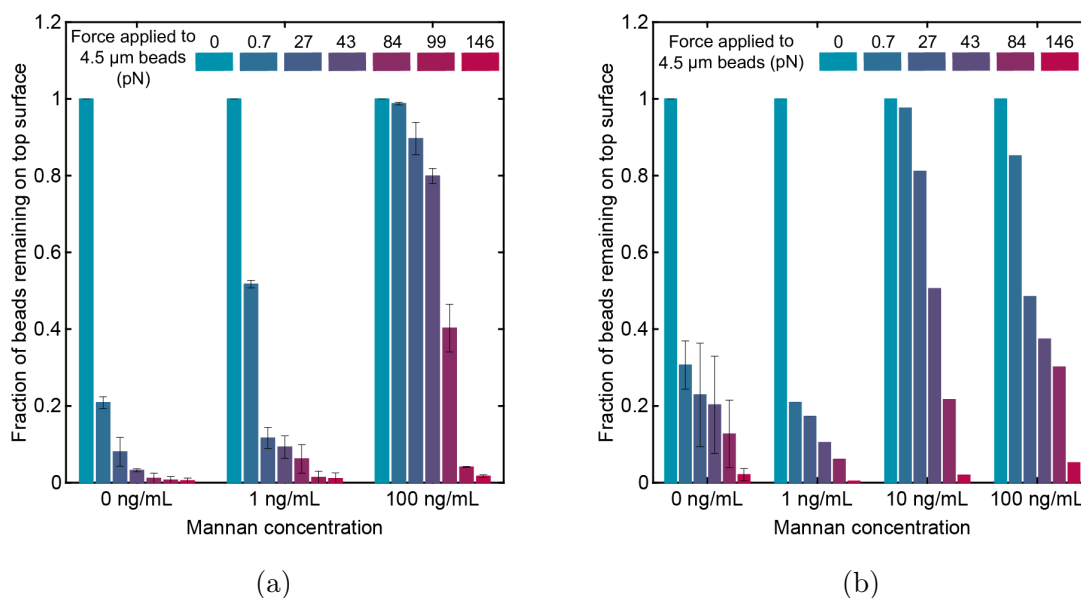 1.2
Force applied to
4.5 µm beads
(pN)
0 0.7 27 43 84 99 146
1
0.8
0.6
0.4
0.2
0
Fraction of beads remaining on top surface
0 ng/mL 1 ng/mL 100 ng/mL
Mannan concentration
(a)
1.2
Force applied to
4.5 µm beads (pN)
0 0.7 27 43 84 146
1
0.8
0.6
0.4
0.2
0
Fraction of beads remaining on top surface
0 ng/mL 1 ng/mL 10 ng/mL 100 ng/mL
Mannan concentration
(b)